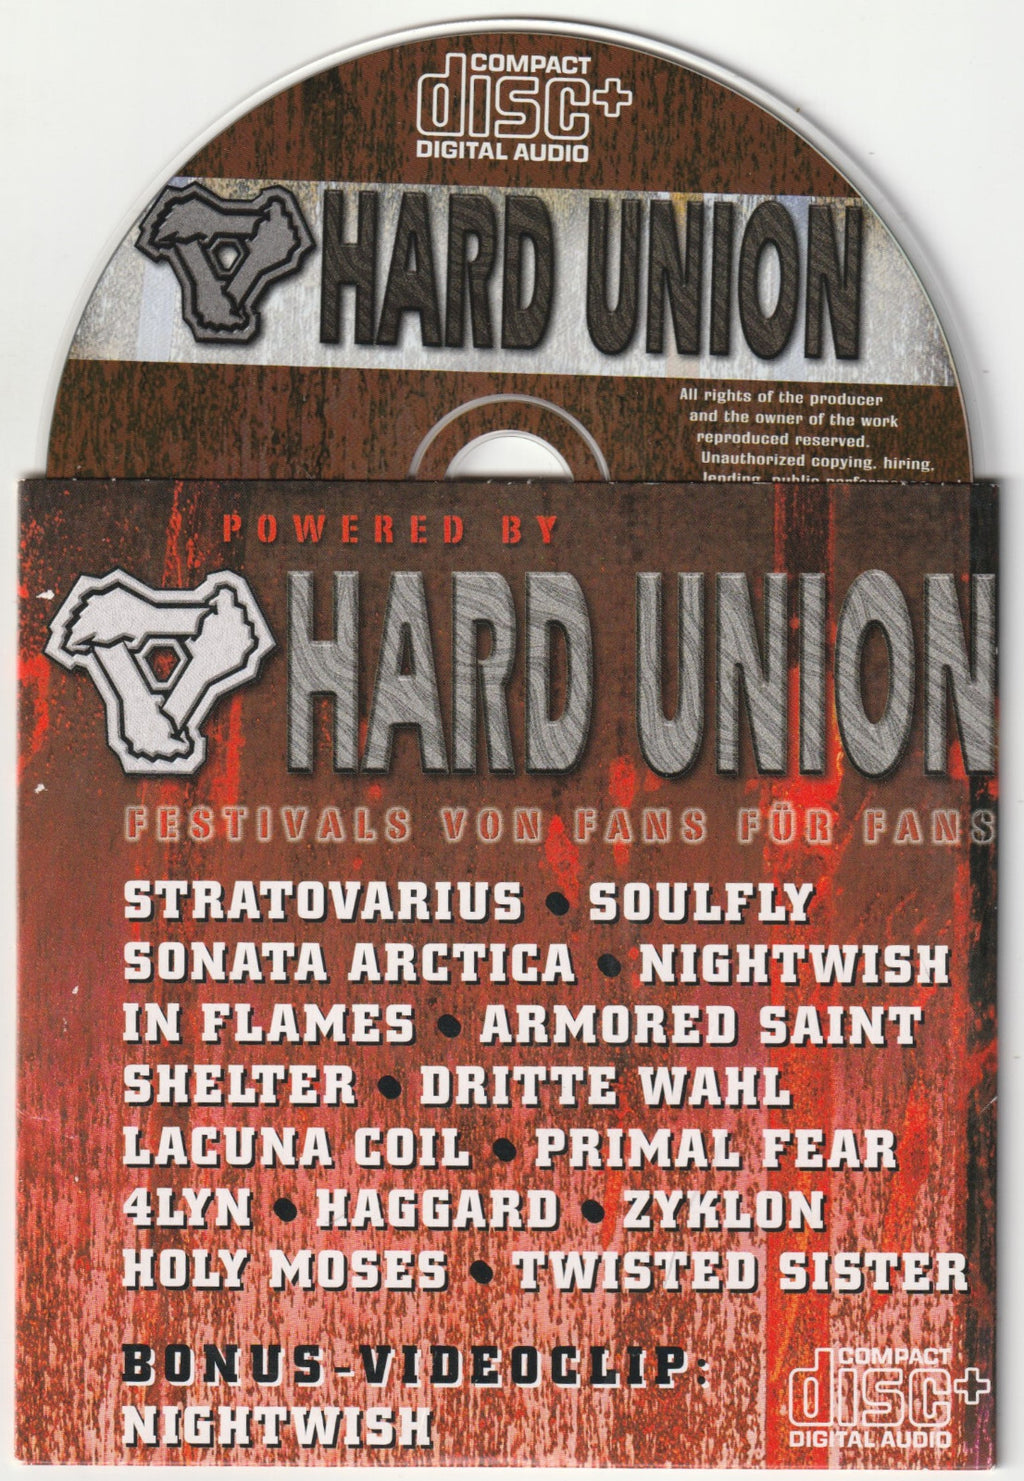 COMPACT
disc+
DIGITAL AUDIO
HARD UNION
All rights of the producer
and the owner of the work
reproduced reserved.
Unauthorized copying, hiring,
lending, public
POWERED BY
HARD UNION
FESTIVALS VON FANS FÜR FANS
STRATOVARIUS • SOULFLY
SONATA ARCTICA • NIGHTWISH
IN FLAMES • ARMORED SAINT
SHELTER • DRITTE WAHL
LACUNA COIL • PRIMAL FEAR
4LYN • HAGGARD • ZYKLON
HOLY MOSES • TWISTED SISTER
BONUS-VIDEOCLIP:
NIGHTWISH
COMPACT
disc+
DIGITAL AUDIO